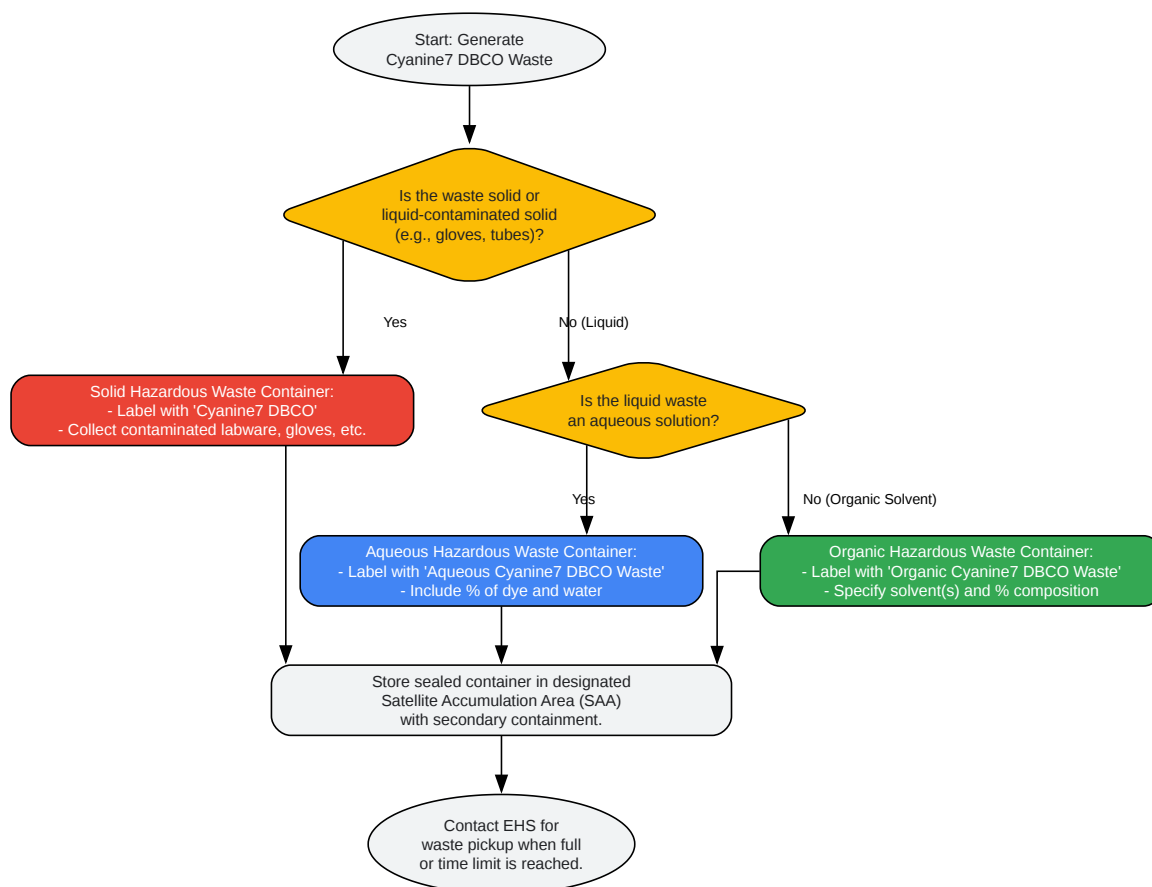 Start: Generate
Cyanine7 DBCO Waste
Is the waste solid or
liquid-contaminated solid
(e.g., gloves, tubes)?
Yes
No (Liquid)
Solid Hazardous Waste Container:
- Label with 'Cyanine7 DBCO'
- Collect contaminated labware, gloves, etc.
Is the liquid waste
an aqueous solution?
Yes
No (Organic Solvent)
Aqueous Hazardous Waste Container:
- Label with 'Aqueous Cyanine7 DBCO Waste'
- Include % of dye and water
Organic Hazardous Waste Container:
- Label with 'Organic Cyanine7 DBCO Waste'
- Specify solvent(s) and % composition
Store sealed container in designated
Satellite Accumulation Area (SAA)
with secondary containment.
Contact EHS for
waste pickup when full
or time limit is reached.